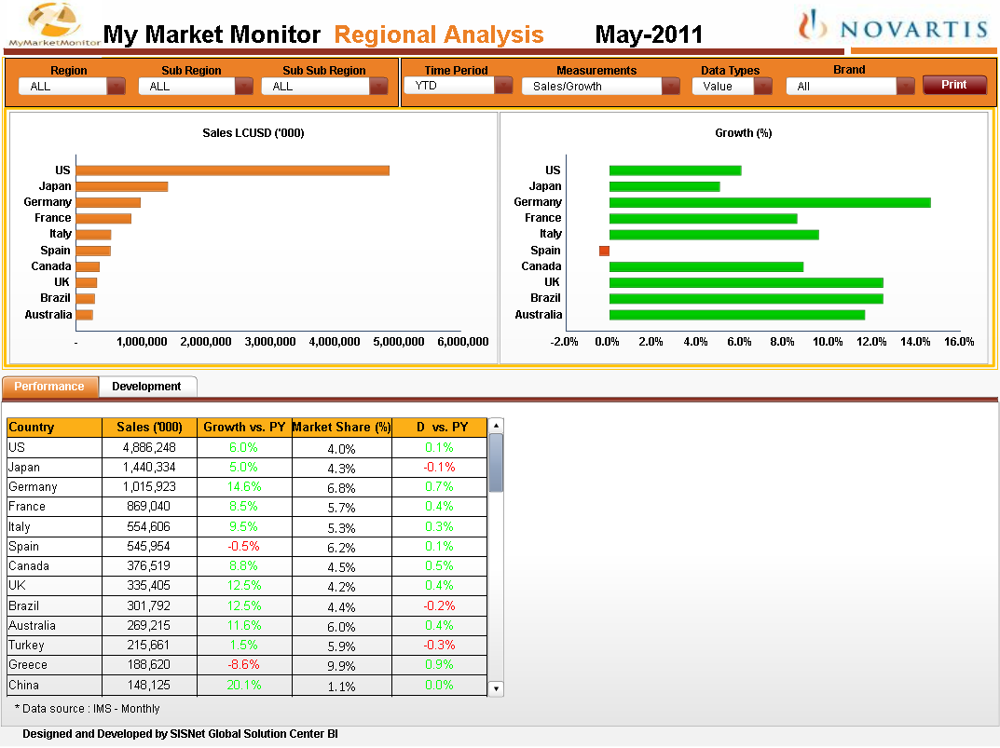 MyMarketMonitor
My Market Monitor Regional Analysis May-2011
NOVARTIS
Region Sub Region Sub Sub Region Time Period Measurements Data Types Brand
ALL ALL ALL YTD Sales/Growth Value All Print
Sales LCUSD ('000)
US
Japan
Germany
France
Italy
Spain
Canada
UK
Brazil
Australia
- 1,000,000 2,000,000 3,000,000 4,000,000 5,000,000 6,000,000
Growth (%)
US
Japan
Germany
France
Italy
Spain
Canada
UK
Brazil
Australia
-2.0% 0.0% 2.0% 4.0% 6.0% 8.0% 10.0% 12.0% 14.0% 16.0%
Performance Development
Country Sales ('000) Growth vs. PY Market Share (%) D vs. PY
US 4,886,248 6.0% 4.0% 0.1%
Japan 1,440,334 5.0% 4.3% -0.1%
Germany 1,015,923 14.6% 6.8% 0.7%
France 869,040 8.5% 5.7% 0.4%
Italy 554,606 9.5% 5.3% 0.3%
Spain 545,954 -0.5% 6.2% 0.1%
Canada 376,519 8.8% 4.5% 0.5%
UK 335,405 12.5% 4.2% 0.4%
Brazil 301,792 12.5% 4.4% -0.2%
Australia 269,215 11.6% 6.0% 0.4%
Turkey 215,661 1.5% 5.9% -0.3%
Greece 188,620 -8.6% 9.9% 0.9%
China 148,125 20.1% 1.1% 0.0%
* Data source : IMS - Monthly
Designed and Developed by SISNet Global Solution Center BI